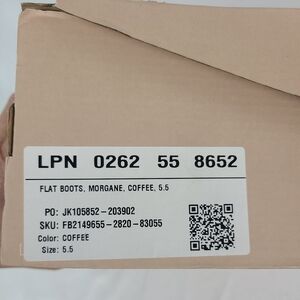 LPN 0262 55 8652
FLAT BOOTS, MORGANE, COFFEE, 5.5
PO: JK105852-203902
SKU: FB2149655-2820-83055
Color: COFFEE
Size: 5.5